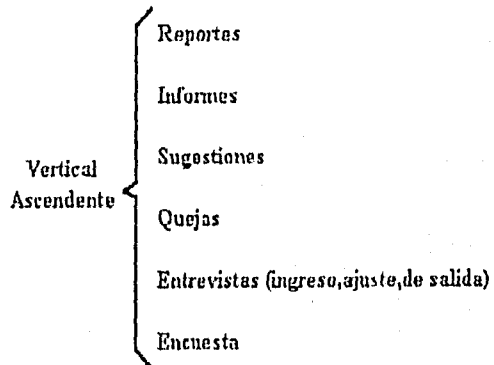 Reportes
Informes
Sugestiones
Vertical
Ascendente
Quejas
Entrevistas (ingreso,ajuste,de salida)
Encuesta